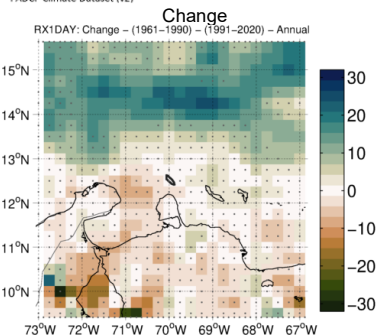 Change
RX1DAY: Change − (1961−1990) − (1991−2020) − Annual
15°N
14°N
13°N
12°N
11°N
10°N
30
20
10
0
−10
−20
−30
73°W 72°W 71°W 70°W 69°W 68°W 67°W